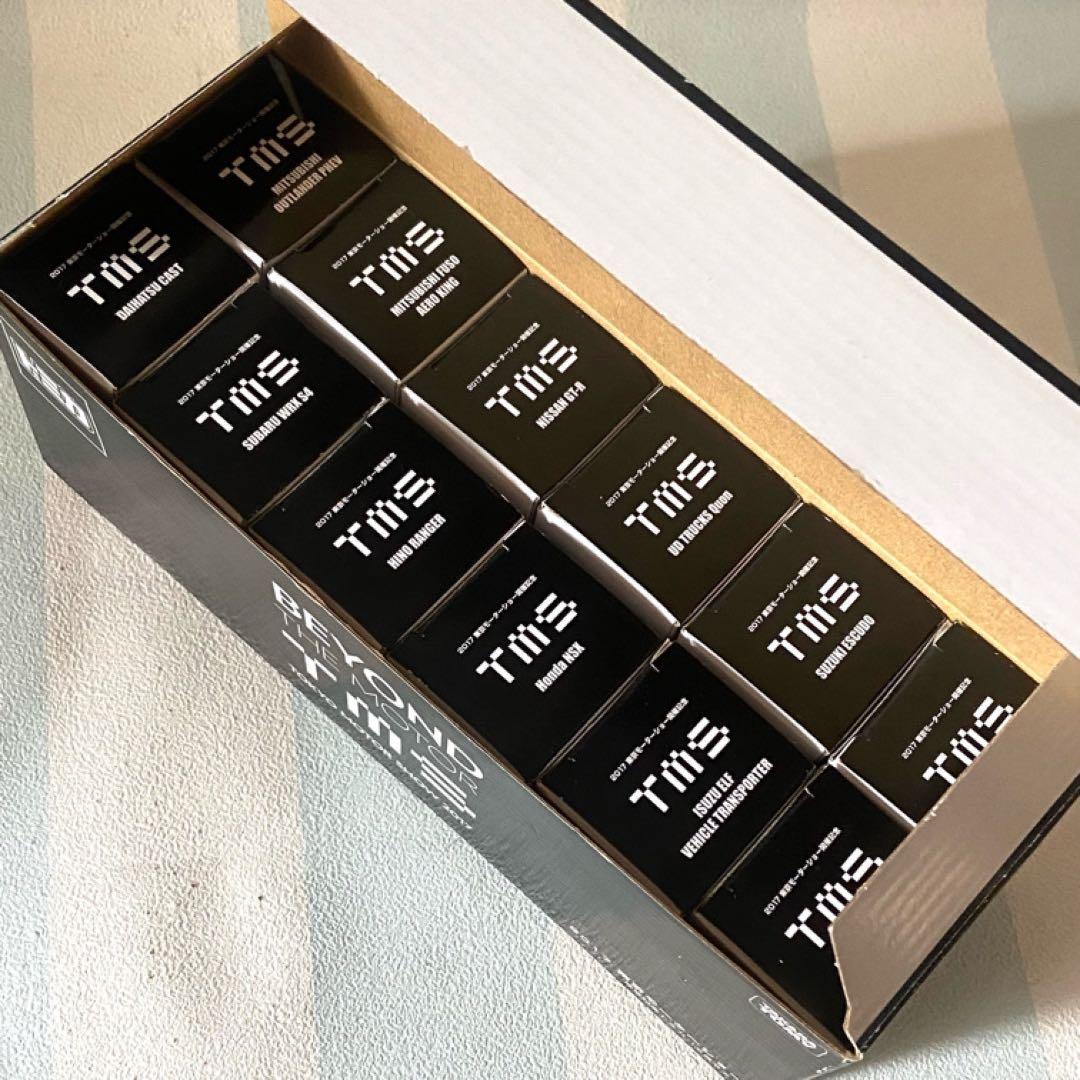 2017 東京モーターショー開催記念
TMS
MITSUBISHI
OUTLANDER PHEV
2017 東京モーターショー開催記念
TMS
DAIHATSU CAST
2017 東京モーターショー開催記念
TMS
MITSUBISHI FUSO
AERO KING
2017 東京モーターショー開催記念
TMS
SUBARU WRX S4
2017 東京モーターショー開催記念
TMS
NISSAN GT-R
2017 東京モーターショー開催記念
TMS
HINO RANGER
2017 東京モーターショー開催記念
TMS
UD TRUCKS Quon
2017 東京モーターショー開催記念
TMS
Honda NSX
2017 東京モーターショー開催記念
TMS
SUZUKI ESCUDO
2017 東京モーターショー開催記念
TMS
ISUZU ELF
VEHICLE TRANSPORTER
2017 東京モーターショー開催記念
TMS
2017 東京モーターショー開催記念
TMS
BEYOND
THE MOTOR
TMS
TOKYO MOTOR SHOW 2017